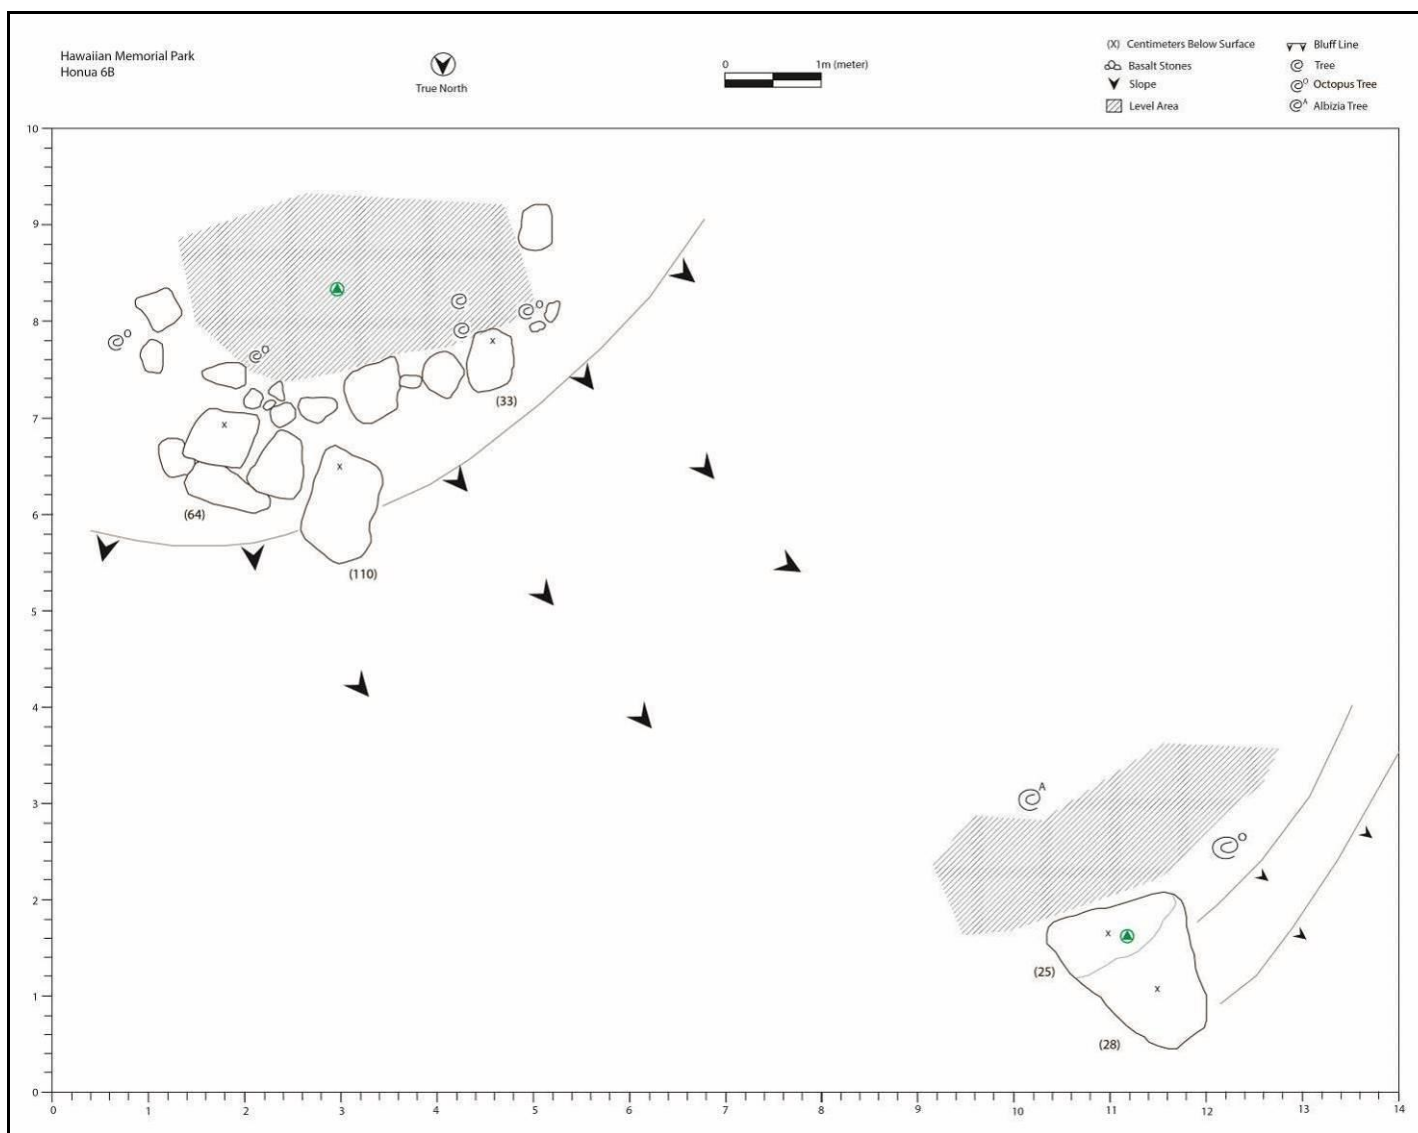 Hawaiian Memorial Park
Honua 6B
True North
0 1m (meter)
(X) Centimeters Below Surface
Basalt Stones
Slope
Level Area
Bluff Line
Tree
O Octopus Tree
A Albizia Tree
10
9
8
7
6
5
4
3
2
1
0
O
O
O
x
(33)
x
x
(64)
(110)
A
O
x
(25)
x
(28)
0 1 2 3 4 5 6 7 8 9 10 11 12 13 14